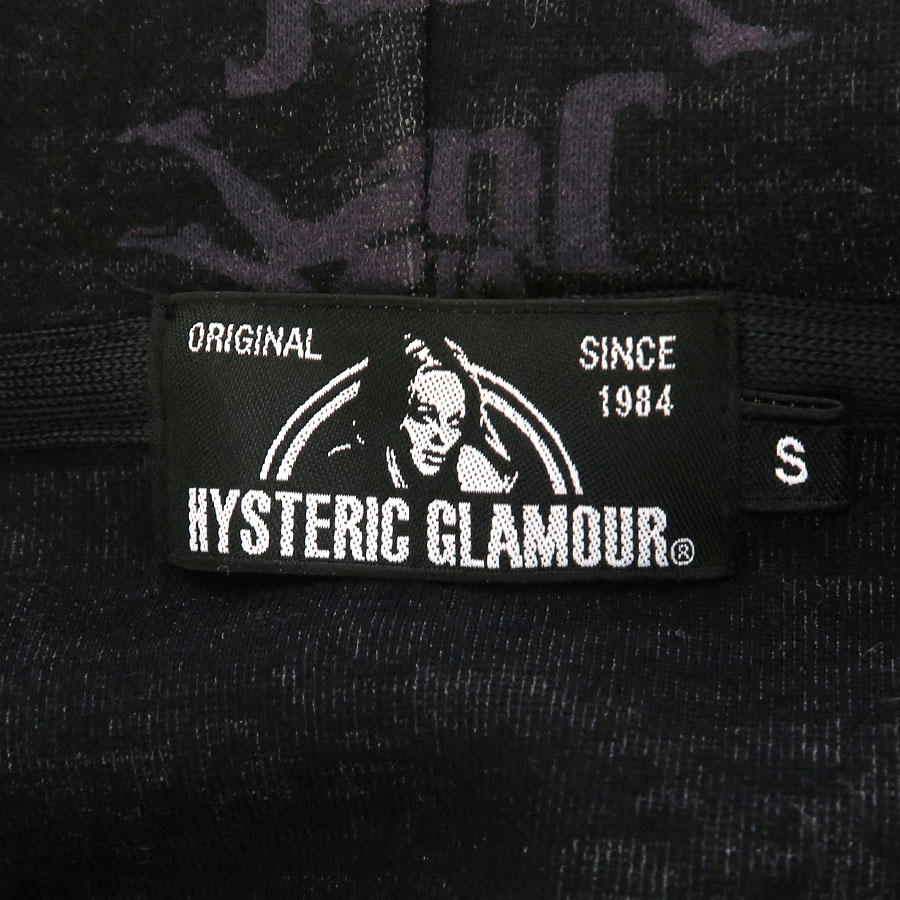 ORIGINAL
SINCE
1984
S
HYSTERIC GLAMOUR®